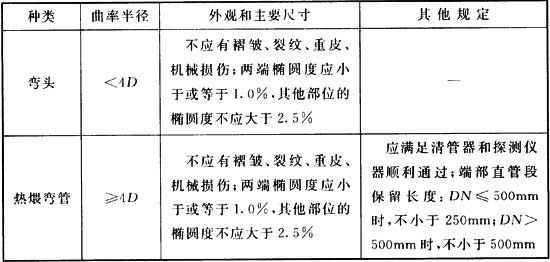 种类 曲率半径 外观和主要尺寸 其他规定
弯头 <4D 不应有褶皱、裂纹、重皮、
机械损伤;两端椭圆度应小
于或等于1.0%,其他部位的
椭圆度不应大于2.5%
—
热煨弯管 ≥4D 不应有褶皱、裂纹、重皮、
机械损伤;两端椭圆度应小
于或等于1.0%,其他部位的
椭圆度不应大于2.5%
应满足清管器和探测仪
器顺利通过;端部直管段
保留长度:DN≤500mm
时,不小于250mm;DN>
500mm时,不小于500mm